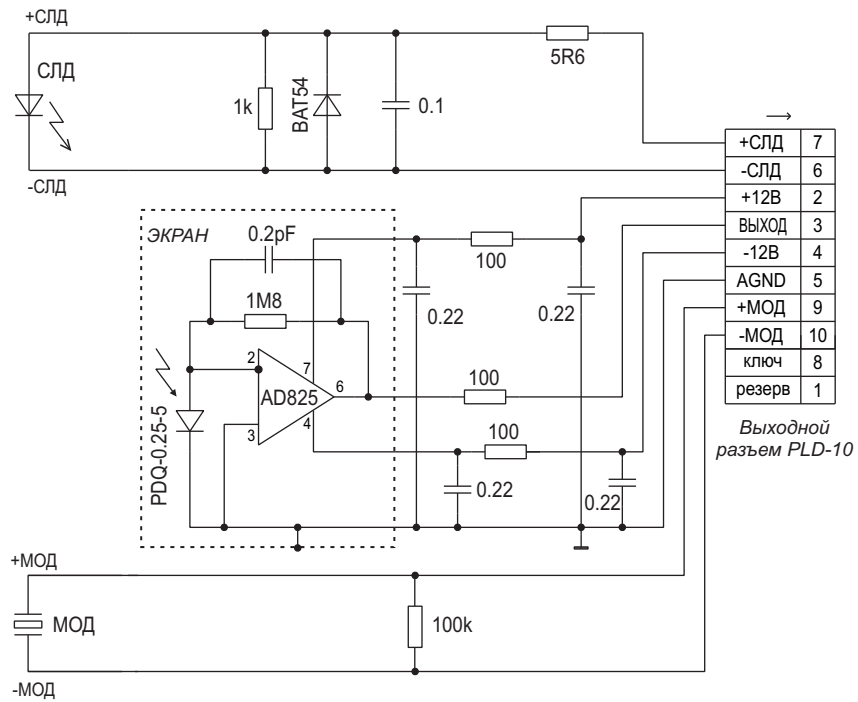 +СЛД
СЛД
1k
BAT54
0.1
5R6
-СЛД
→
+СЛД 7
-СЛД 6
+12В 2
ВЫХОД 3
-12В 4
AGND 5
+МОД 9
-МОД 10
ключ 8
резерв 1
Выходной
разъем PLD-10
ЭКРАН
0.2pF
1M8
100
0.22
0.22
2
7
6
AD825
3
4
PDQ-0.25-5
100
100
0.22
0.22
+МОД
МОД
100k
-МОД